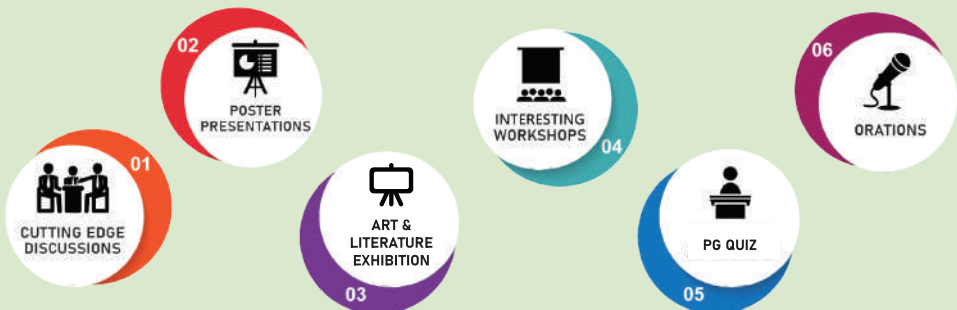 01
CUTTING EDGE
DISCUSSIONS
02
POSTER
PRESENTATIONS
03
ART &
LITERATURE
EXHIBITION
04
INTERESTING
WORKSHOPS
05
PG QUIZ
06
ORATIONS